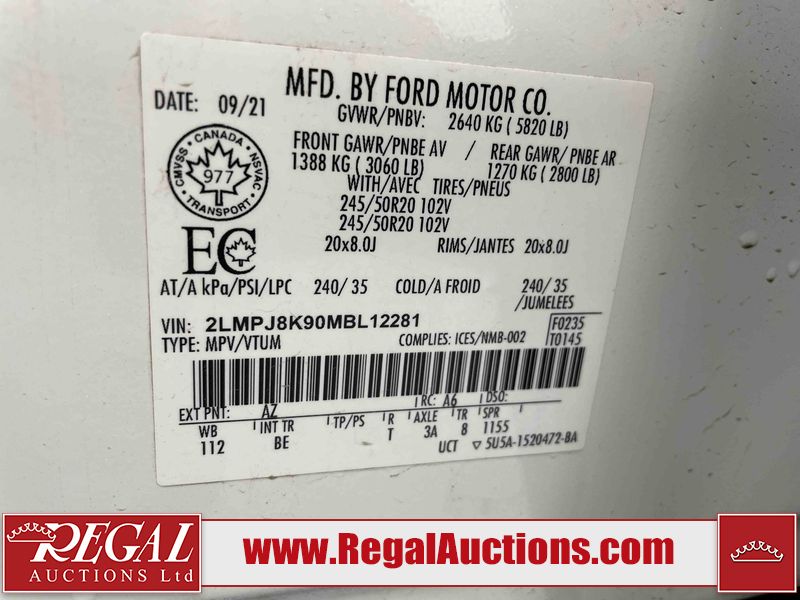 MFD. BY FORD MOTOR CO.
DATE: 09/21
GVWR/PNBV: 2640 KG ( 5820 LB)
FRONT GAWR/PNBE AV / REAR GAWR/ PNBE AR
1388 KG ( 3060 LB) 1270 KG ( 2800 LB)
WITH/AVEC TIRES/PNEUS
245/50R20 102V
245/50R20 102V
20x8.0J RIMS/JANTES 20x8.0J
CANADA
CMVSS NSVAC
977
TRANSPORT
EC
AT/A kPa/PSI/LPC 240/ 35 COLD/A FROID 240/ 35
/JUMELEES
VIN: 2LMPJ8K90MBL12281
F0235
TYPE: MPV/VTUM COMPLIES: ICES/NMB-002 T0145
EXT PNT: AZ RC: A6 DSO:
WB INT TR TP/PS R AXLE TR SPR
112 BE T 3A 8 1155
UCT ▽ 5U5A-1520472-BA
REGAL
AUCTIONS Ltd
www.RegalAuctions.com